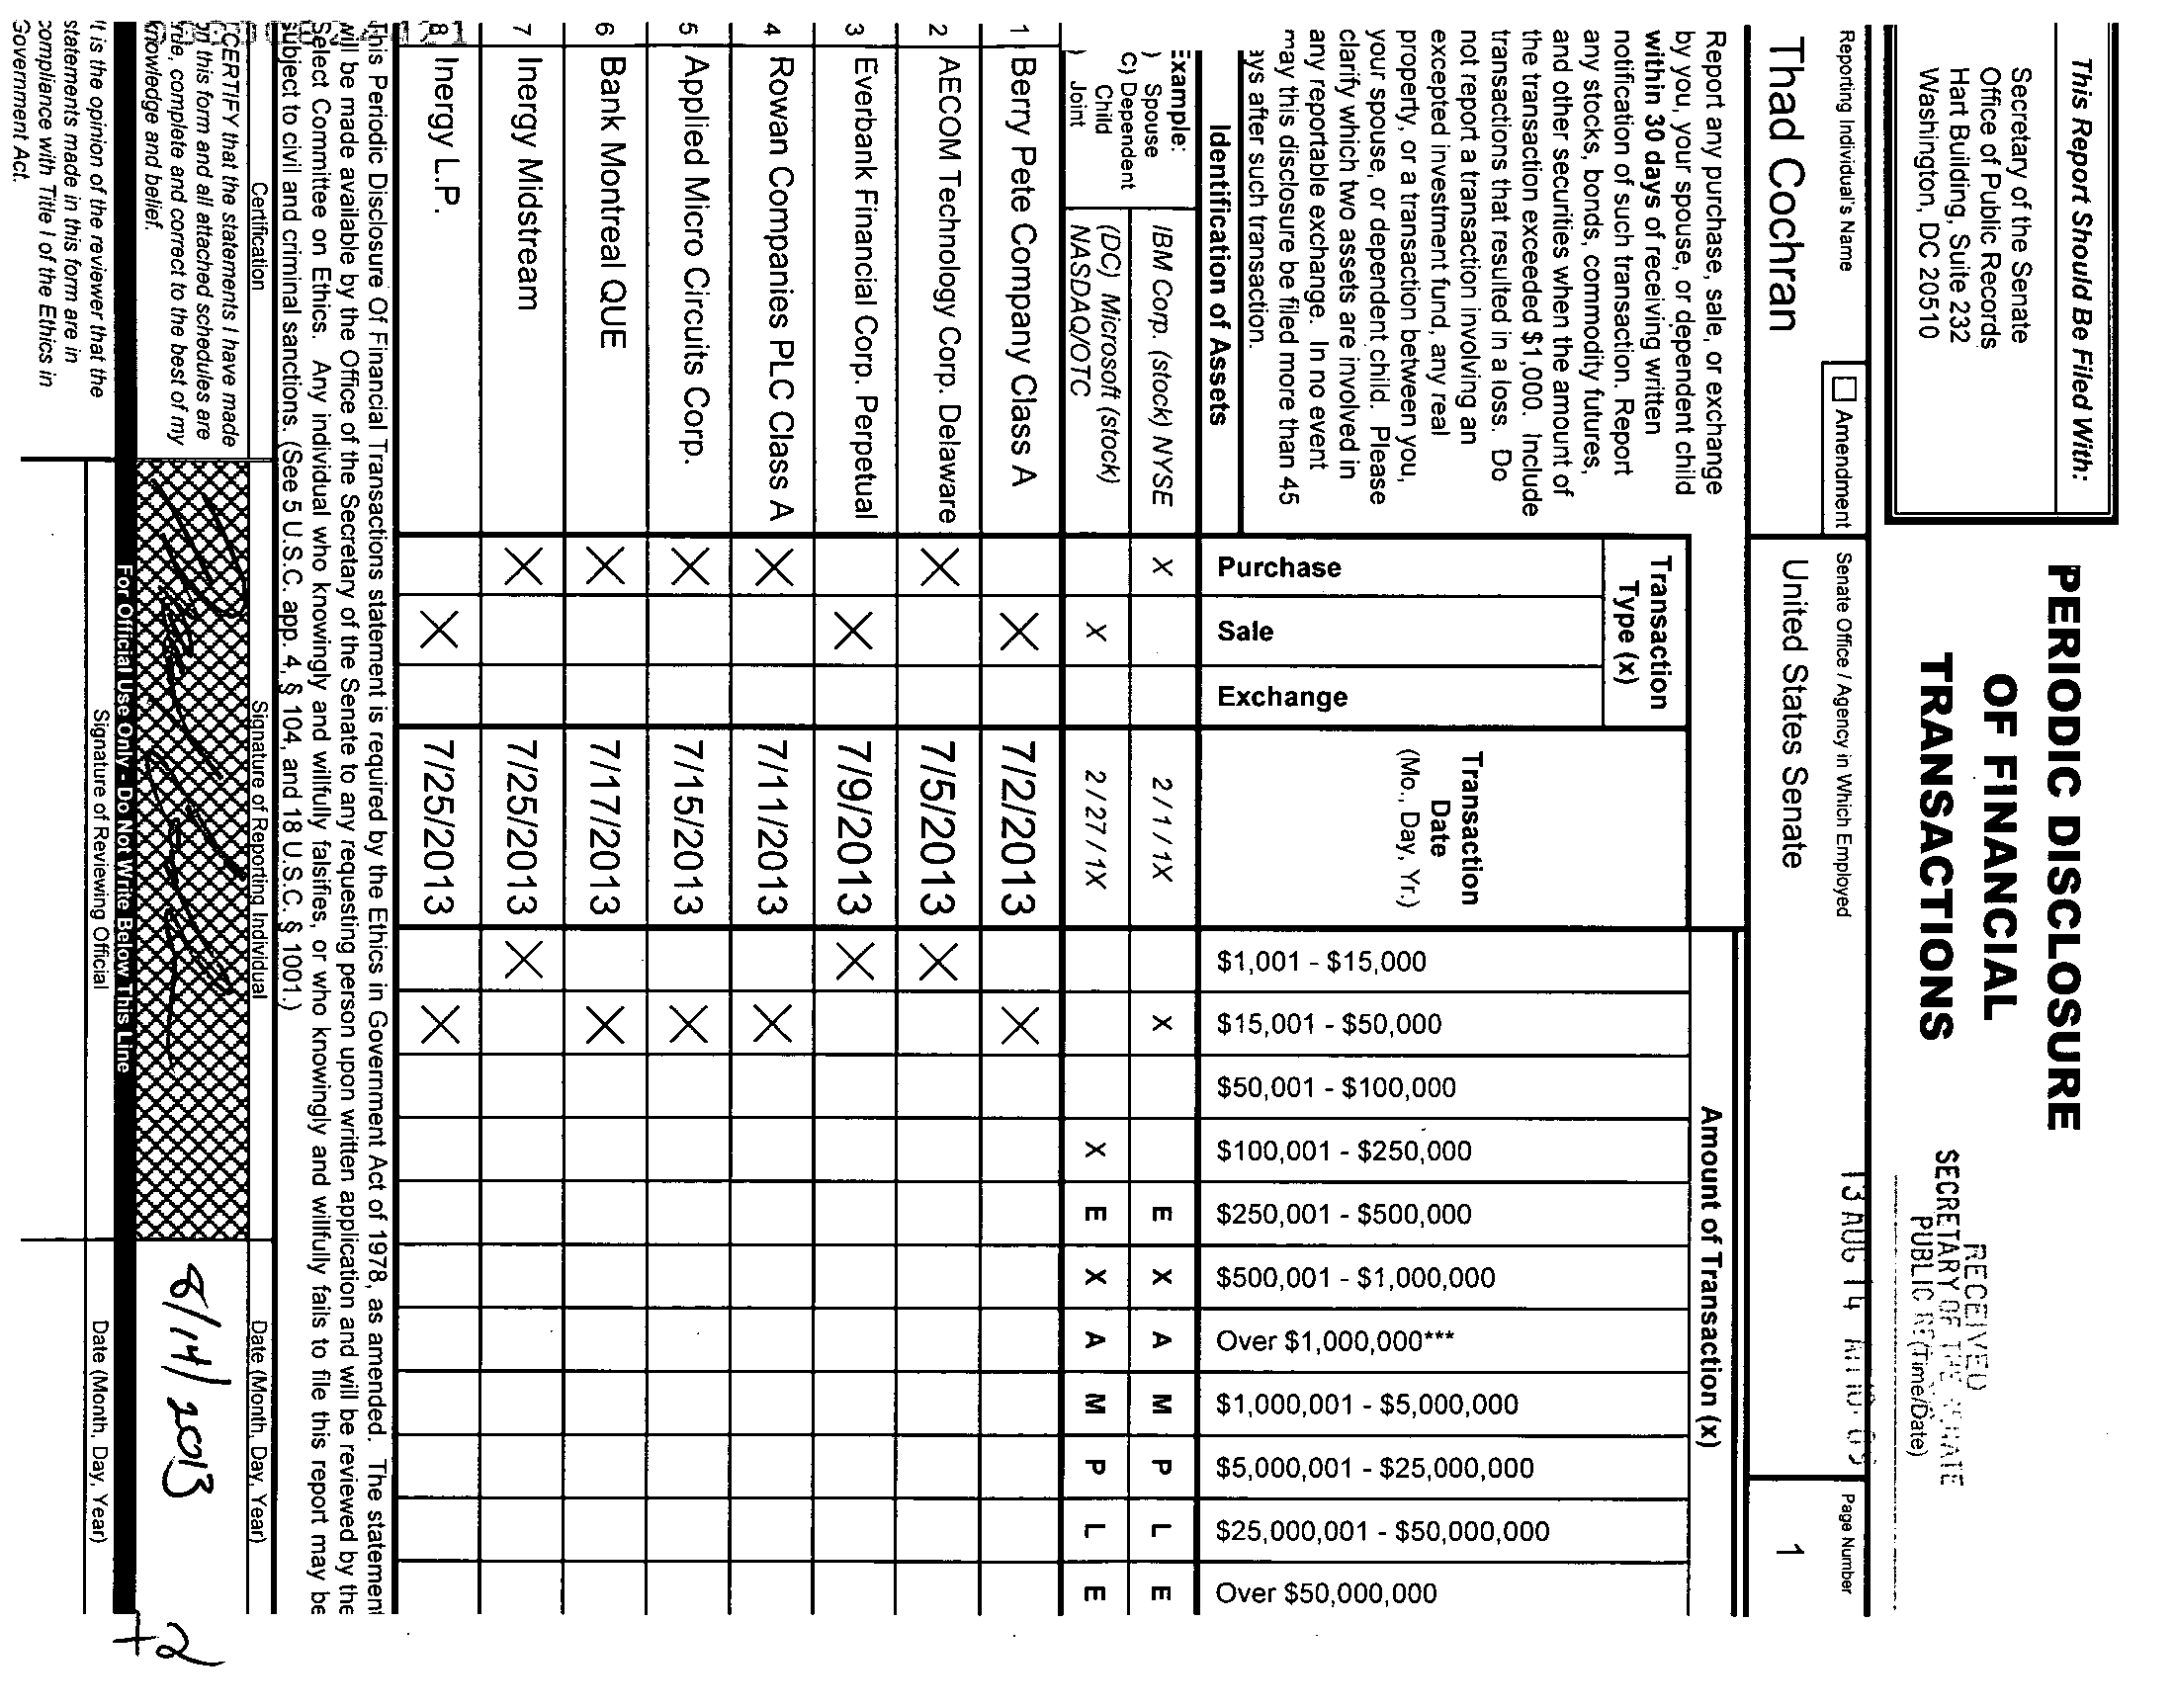 This Report Should Be Filed With:
Secretary of the Senate
Office of Public Records
Hart Building, Suite 232
Washington, DC 20510
PERIODIC DISCLOSURE
OF FINANCIAL
TRANSACTIONS
RECEIVED
SECRETARY OF THE SENATE
PUBLIC (Time/Date)
13 AUG 14
Reporting Individual's Name
Amendment
Senate Office / Agency in Which Employed
Page Number
Thad Cochran
United States Senate
1
Report any purchase, sale, or exchange
by you, your spouse, or dependent child
within 30 days of receiving written
notification of such transaction. Report
any stocks, bonds, commodity futures,
and other securities when the amount of
the transaction exceeded $1,000. Include
transactions that resulted in a loss. Do
not report a transaction involving an
excepted investment fund, any real
property, or a transaction between you,
your spouse, or dependent child. Please
clarify which two assets are involved in
any reportable exchange. In no event
may this disclosure be filed more than 45
ays after such transaction.
Identification of Assets
Transaction
Type (x)
Purchase
Sale
Exchange
Transaction
Date
(Mo., Day, Yr.)
Amount of Transaction (x)
$1,001 - $15,000
$15,001 - $50,000
$50,001 - $100,000
$100,001 - $250,000
$250,001 - $500,000
$500,001 - $1,000,000
Over $1,000,000***
$1,000,001 - $5,000,000
$5,000,001 - $25,000,000
$25,000,001 - $50,000,000
Over $50,000,000
Example:
) Spouse
C) Dependent
Child
) Joint
IBM Corp. (stock) NYSE X 2 / 1 / 1X X E X A M P L E
(DC) Microsoft (stock)
NASDAQ/OTC X 2 / 27 / 1X X E X A M P L E
1 Berry Pete Company Class A X 7/2/2013 X
2 AECOM Technology Corp. Delaware X 7/5/2013 X
3 Everbank Financial Corp. Perpetual X 7/9/2013 X
4 Rowan Companies PLC Class A X 7/11/2013 X
5 Applied Micro Circuits Corp. X 7/15/2013 X
6 Bank Montreal QUE X 7/17/2013 X
7 Inergy Midstream X 7/25/2013 X
8 Inergy L.P. X 7/25/2013 X
This Periodic Disclosure Of Financial Transactions statement is required by the Ethics in Government Act of 1978, as amended. The statement
will be made available by the Office of the Secretary of the Senate to any requesting person upon written application and will be reviewed by the
Select Committee on Ethics. Any individual who knowingly and willfully falsifies, or who knowingly and willfully fails to file this report may be
subject to civil and criminal sanctions. (See 5 U.S.C. app. 4, § 104, and 18 U.S.C. § 1001.)
Certification
Signature of Reporting Individual
Date (Month, Day, Year)
I CERTIFY that the statements I have made
on this form and all attached schedules are
true, complete and correct to the best of my
knowledge and belief.
8/14/2013
For Official Use Only - Do Not Write Below This Line
It is the opinion of the reviewer that the
statements made in this form are in
compliance with Title I of the Ethics in
Government Act.
Signature of Reviewing Official
Date (Month, Day, Year)
+2